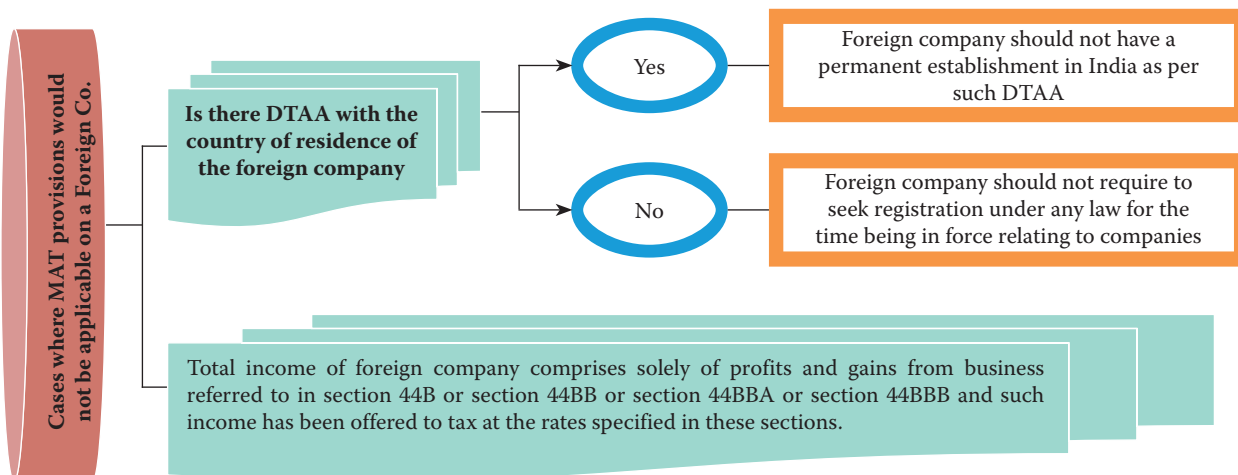 Cases where MAT provisions would
not be applicable on a Foreign Co.
Is there DTAA with the
country of residence of
the foreign company
Yes
Foreign company should not have a
permanent establishment in India as per
such DTAA
No
Foreign company should not require to
seek registration under any law for the
time being in force relating to companies
Total income of foreign company comprises solely of profits and gains from business
referred to in section 44B or section 44BB or section 44BBA or section 44BBB and such
income has been offered to tax at the rates specified in these sections.